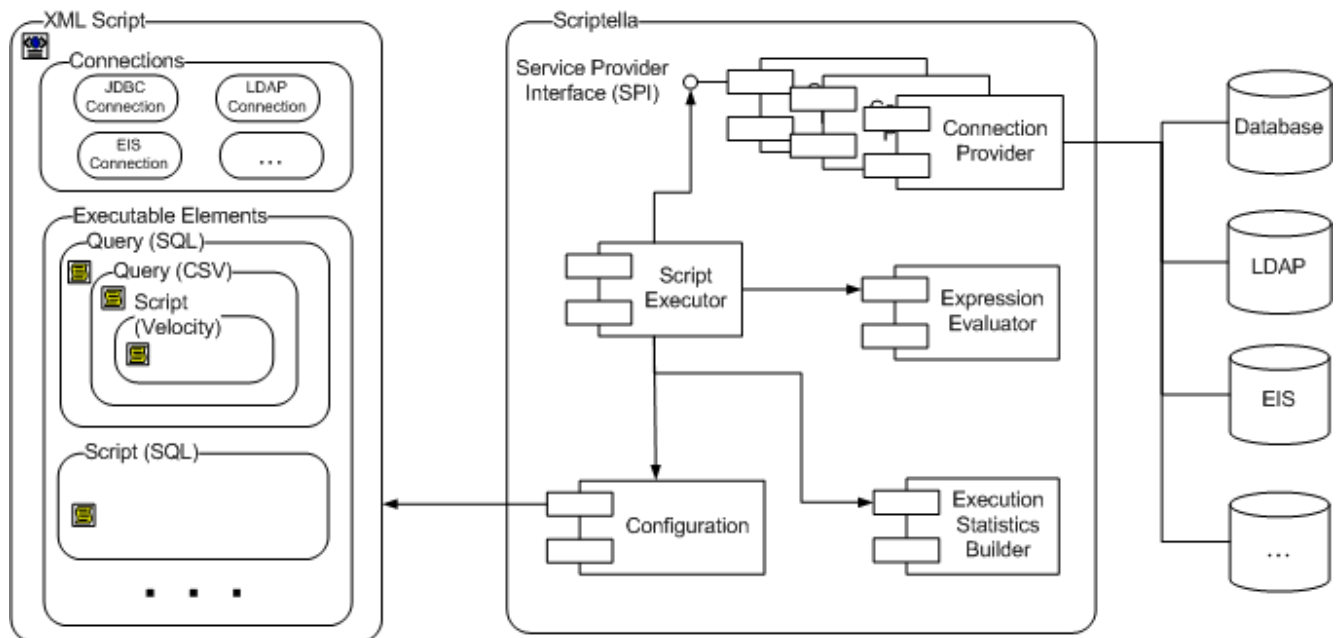 XML Script
Connections
JDBC
Connection
LDAP
Connection
EIS
Connection
...
Executable Elements
Query (SQL)
Query (CSV)
Script
(Velocity)
Script (SQL)
Scriptella
Service Provider
Interface (SPI)
Connection
Provider
Script
Executor
Expression
Evaluator
Configuration
Execution
Statistics
Builder
Database
LDAP
EIS
...